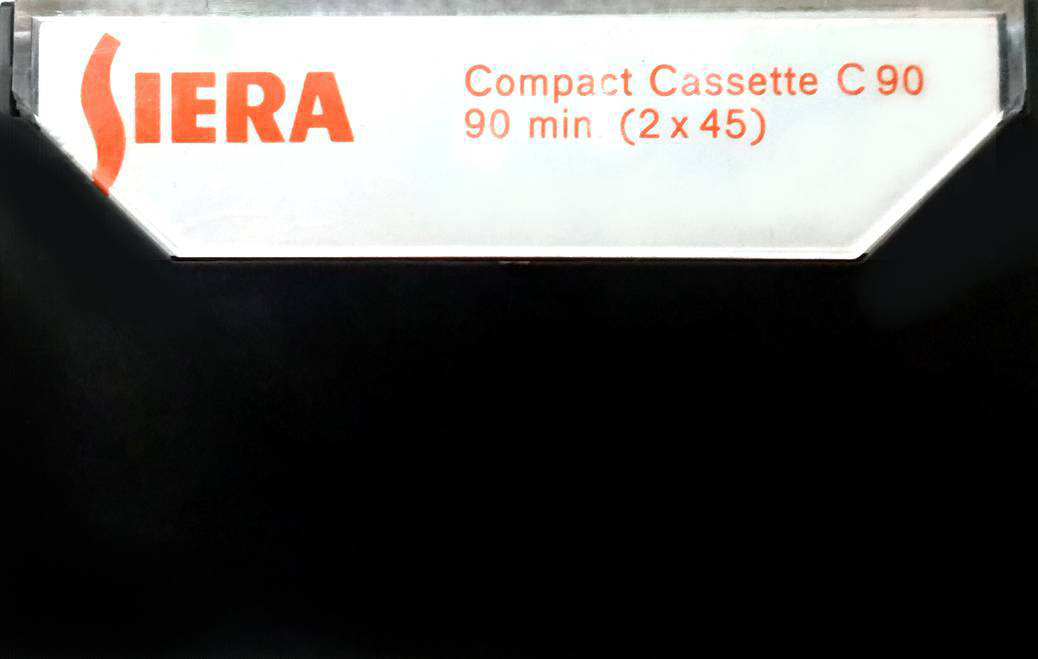 SIERA
Compact Cassette C 90
90 min (2 x 45)